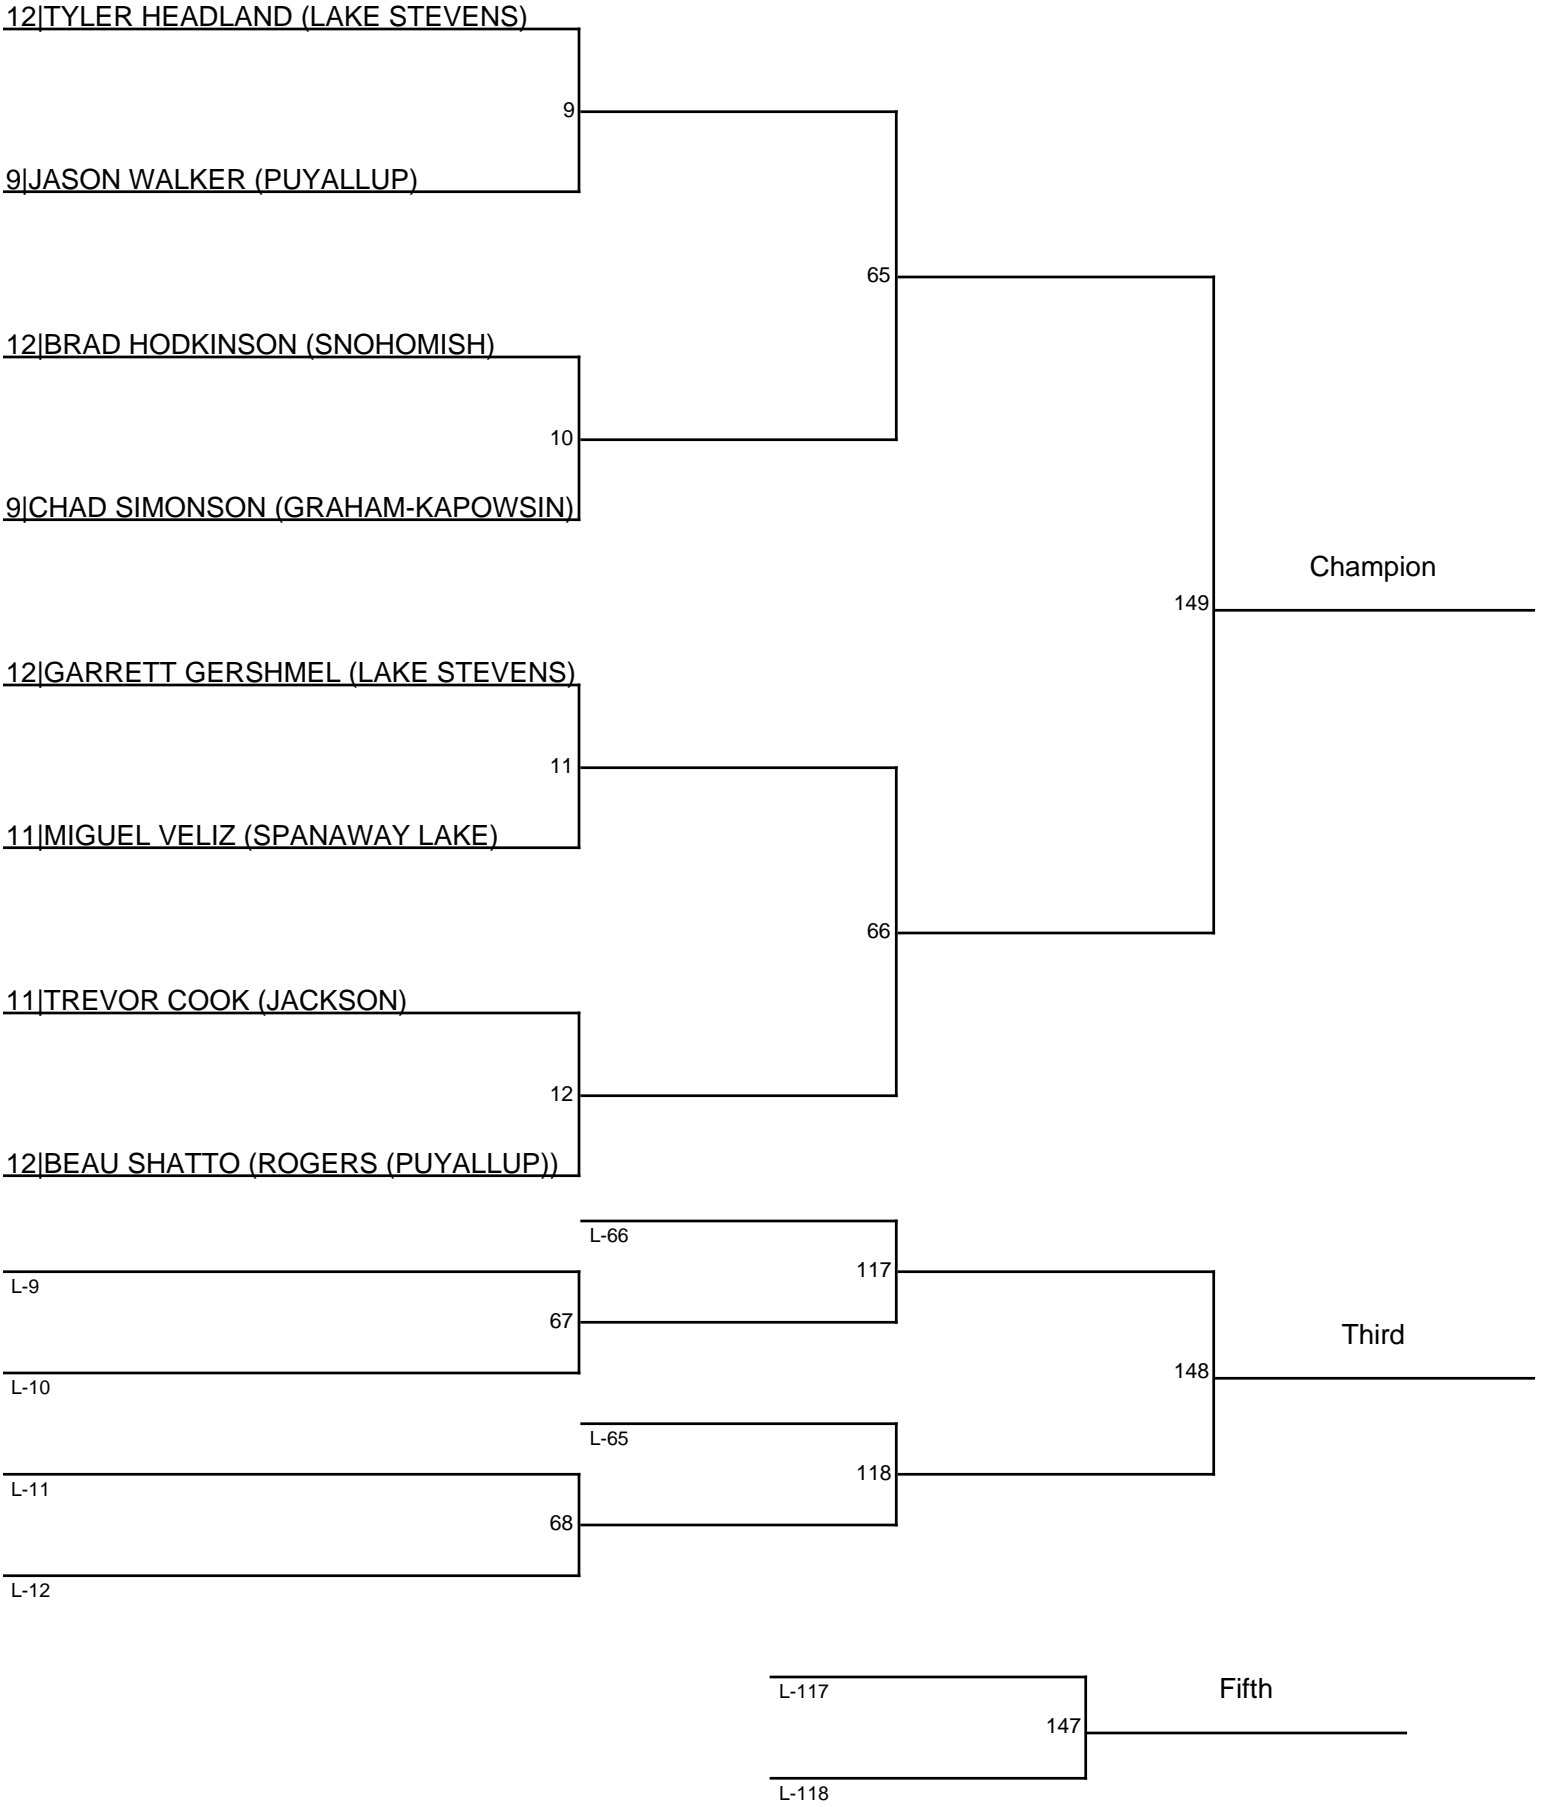 12|TYLER HEADLAND (LAKE STEVENS)
9
9|JASON WALKER (PUYALLUP)
65
12|BRAD HODKINSON (SNOHOMISH)
10
9|CHAD SIMONSON (GRAHAM-KAPOWSIN)
Champion
149
12|GARRETT GERSHMEL (LAKE STEVENS)
11
11|MIGUEL VELIZ (SPANAWAY LAKE)
66
11|TREVOR COOK (JACKSON)
12
12|BEAU SHATTO (ROGERS (PUYALLUP))
L-66
117
L-9
67
Third
148
L-10
L-65
118
L-11
68
L-12
L-117
Fifth
147
L-118